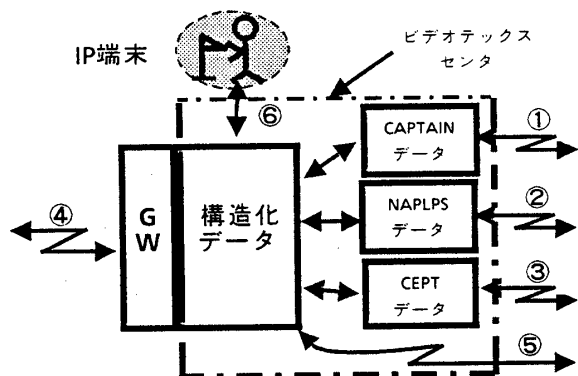 IP端末
ビデオテックス
センタ
⑥
CAPTAIN
データ
①
④
G
W
構造化
データ
NAPLPS
データ
②
CEPT
データ
③
⑤